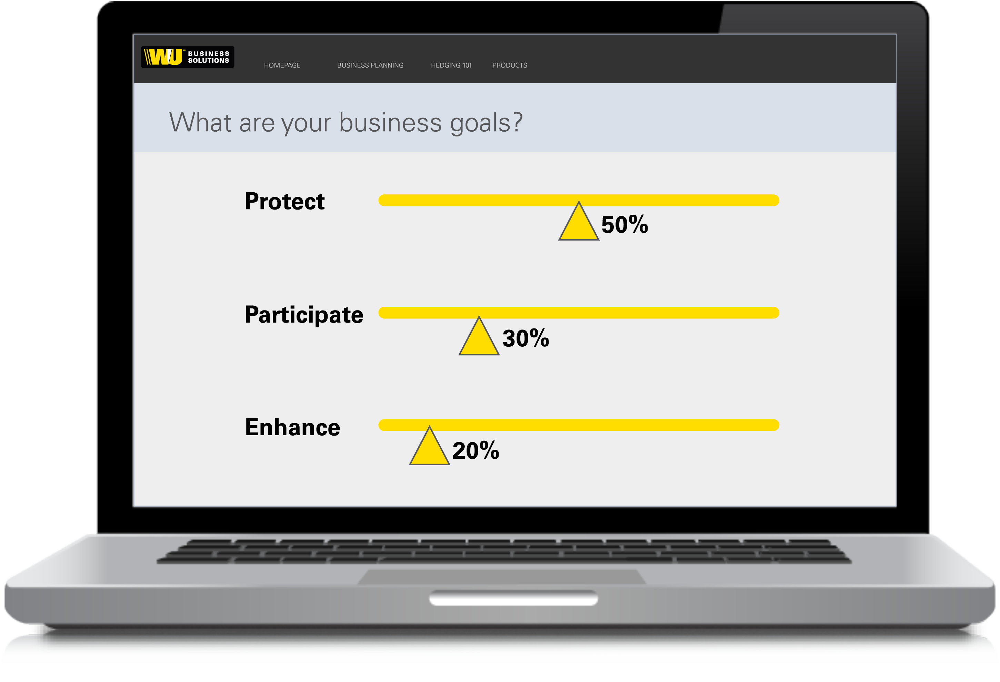 WU BUSINESS
SOLUTIONS
HOMEPAGE BUSINESS PLANNING HEDGING 101 PRODUCTS
What are your business goals?
Protect
50%
Participate
30%
Enhance
20%